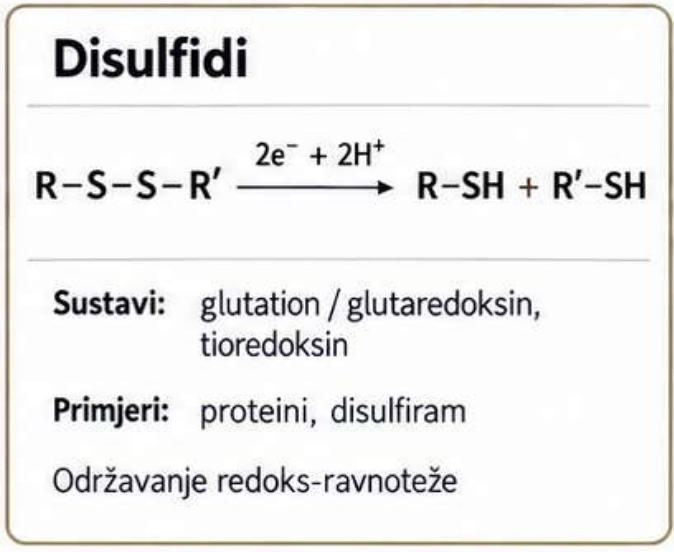 Disulfidi
2e⁻ + 2H⁺
R–S–S–R′ ⟶ R–SH + R′–SH
Sustavi: glutation / glutaredoksin,
tioredoksin
Primjeri: proteini, disulfiram
Održavanje redoks-ravnoteže